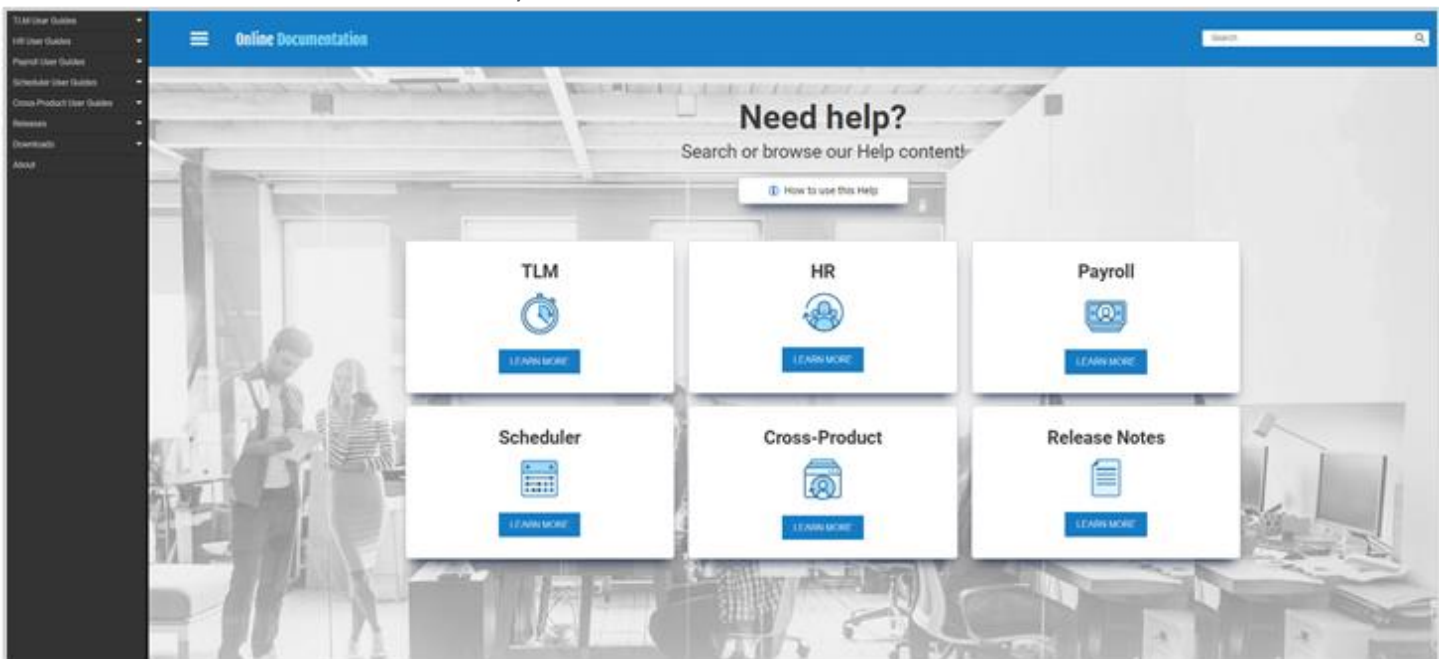 TLM User Guides
HR User Guides
Payroll User Guides
Scheduler User Guides
Cross-Product User Guides
Releases
Downloads
About
Online Documentation
Search
Need help?
Search or browse our Help content!
How to use this Help
TLM
LEARN MORE
HR
LEARN MORE
Payroll
LEARN MORE
Scheduler
LEARN MORE
Cross-Product
LEARN MORE
Release Notes
LEARN MORE